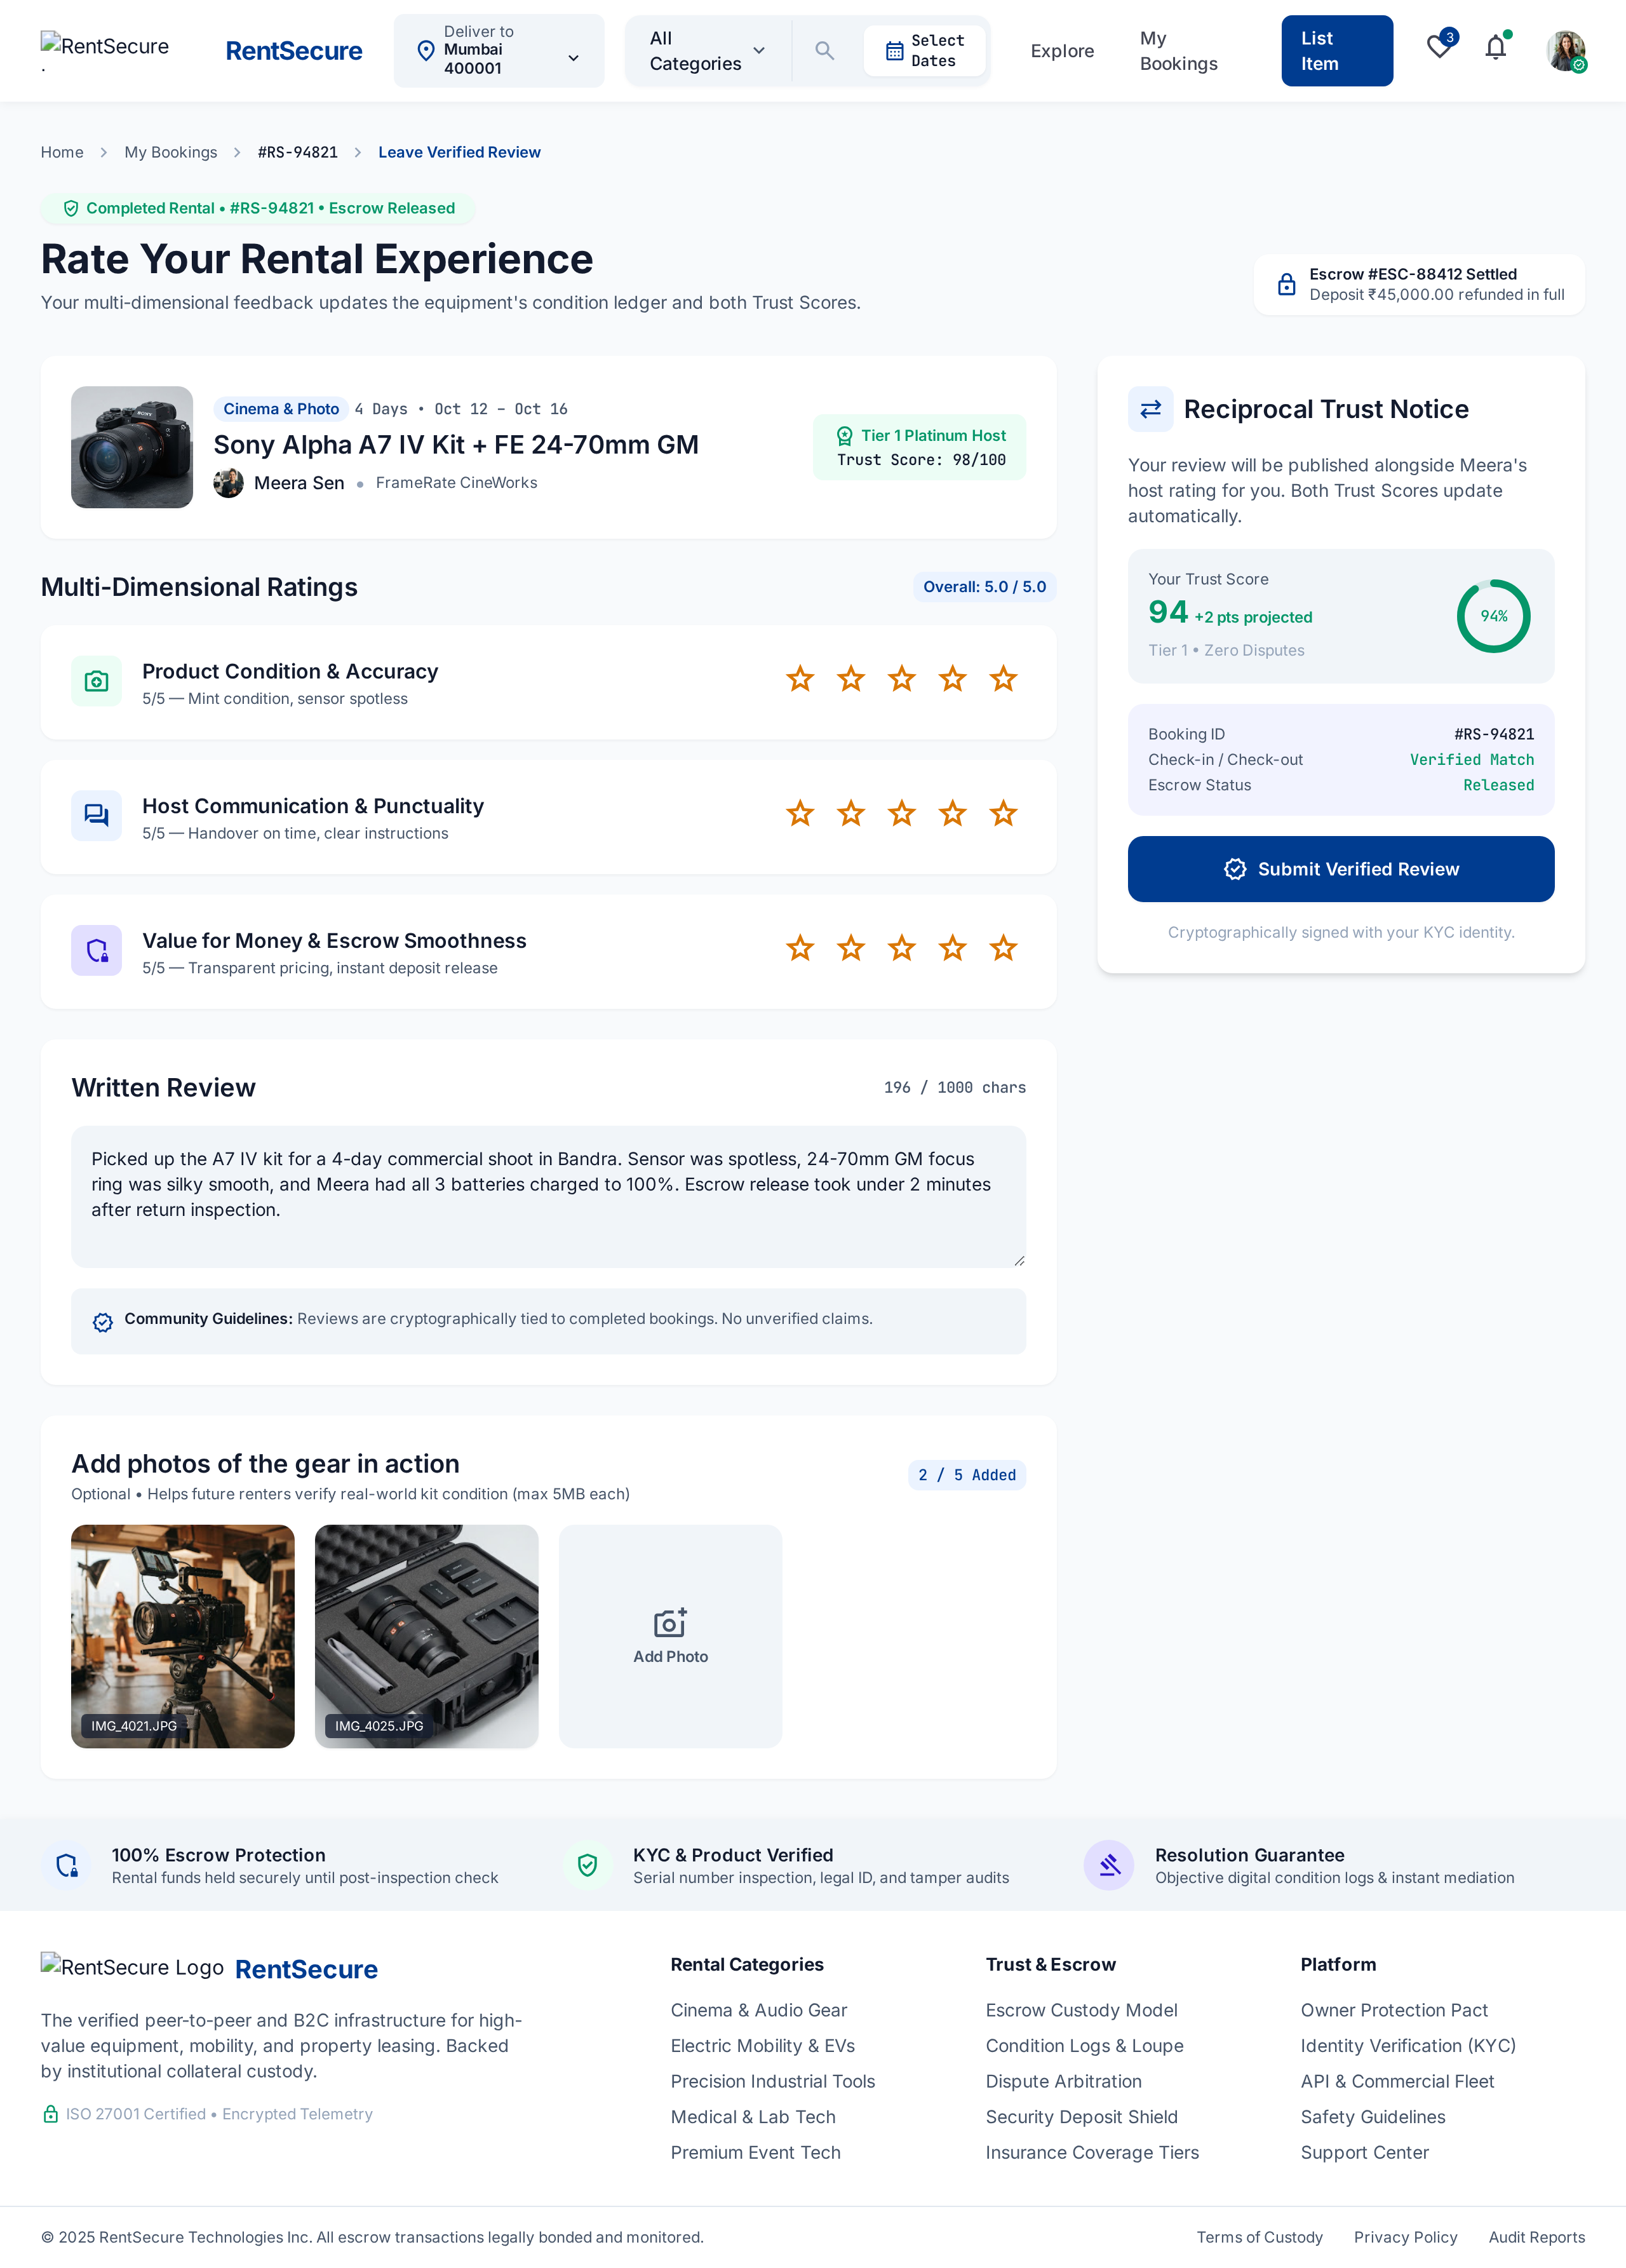 RentSecure
.
RentSecure
Deliver to
Mumbai
400001
All
Categories
Select
Dates
Explore
My
Bookings
List
Item
3
Home
My Bookings
#RS-94821
Leave Verified Review
Completed Rental • #RS-94821 • Escrow Released
Rate Your Rental Experience
Your multi-dimensional feedback updates the equipment's condition ledger and both Trust Scores.
Escrow #ESC-88412 Settled
Deposit ₹45,000.00 refunded in full
SONY
Cinema & Photo 4 Days • Oct 12 – Oct 16
Sony Alpha A7 IV Kit + FE 24-70mm GM
Meera Sen • FrameRate CineWorks
Tier 1 Platinum Host
Trust Score: 98/100
Multi-Dimensional Ratings
Overall: 5.0 / 5.0
Product Condition & Accuracy
5/5 — Mint condition, sensor spotless
Host Communication & Punctuality
5/5 — Handover on time, clear instructions
Value for Money & Escrow Smoothness
5/5 — Transparent pricing, instant deposit release
Written Review
196 / 1000 chars
Picked up the A7 IV kit for a 4-day commercial shoot in Bandra. Sensor was spotless, 24-70mm GM focus
ring was silky smooth, and Meera had all 3 batteries charged to 100%. Escrow release took under 2 minutes
after return inspection.
Community Guidelines: Reviews are cryptographically tied to completed bookings. No unverified claims.
Add photos of the gear in action
Optional • Helps future renters verify real-world kit condition (max 5MB each)
2 / 5 Added
IMG_4021.JPG
IMG_4025.JPG
Add Photo
Reciprocal Trust Notice
Your review will be published alongside Meera's
host rating for you. Both Trust Scores update
automatically.
Your Trust Score
94 +2 pts projected
Tier 1 • Zero Disputes
94%
Booking ID #RS-94821
Check-in / Check-out Verified Match
Escrow Status Released
Submit Verified Review
Cryptographically signed with your KYC identity.
100% Escrow Protection
Rental funds held securely until post-inspection check
KYC & Product Verified
Serial number inspection, legal ID, and tamper audits
Resolution Guarantee
Objective digital condition logs & instant mediation
RentSecure Logo RentSecure
The verified peer-to-peer and B2C infrastructure for high-
value equipment, mobility, and property leasing. Backed
by institutional collateral custody.
ISO 27001 Certified • Encrypted Telemetry
Rental Categories
Cinema & Audio Gear
Electric Mobility & EVs
Precision Industrial Tools
Medical & Lab Tech
Premium Event Tech
Trust & Escrow
Escrow Custody Model
Condition Logs & Loupe
Dispute Arbitration
Security Deposit Shield
Insurance Coverage Tiers
Platform
Owner Protection Pact
Identity Verification (KYC)
API & Commercial Fleet
Safety Guidelines
Support Center
© 2025 RentSecure Technologies Inc. All escrow transactions legally bonded and monitored.
Terms of Custody
Privacy Policy
Audit Reports